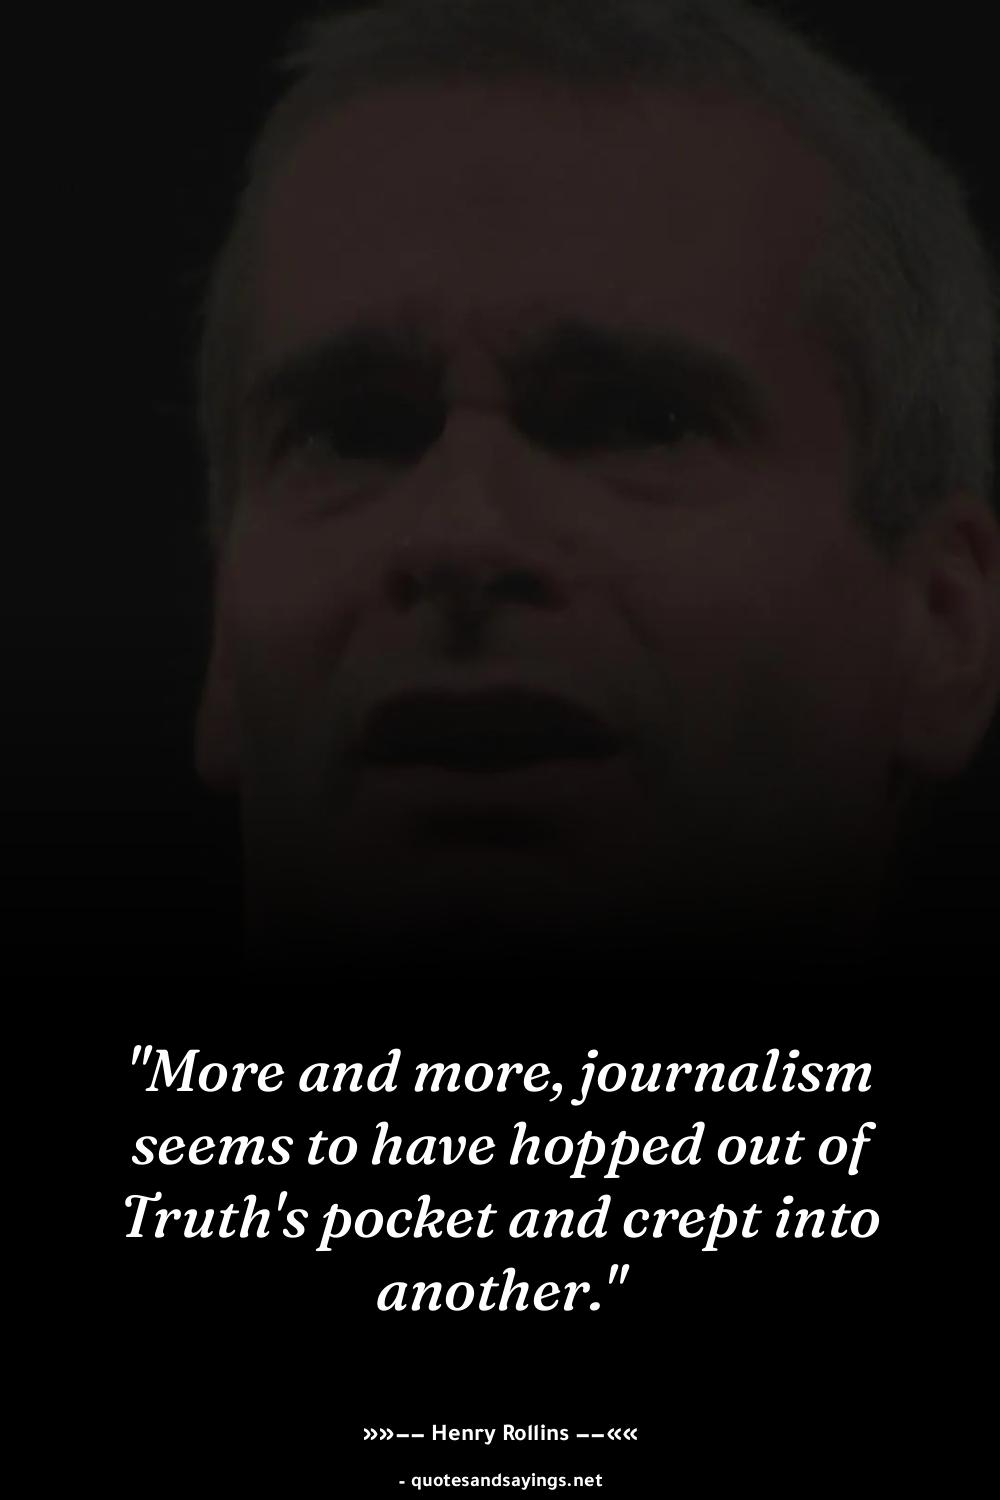 "More and more, journalism
seems to have hopped out of
Truth's pocket and crept into
another."
»»–– Henry Rollins ––««
- quotesandsayings.net